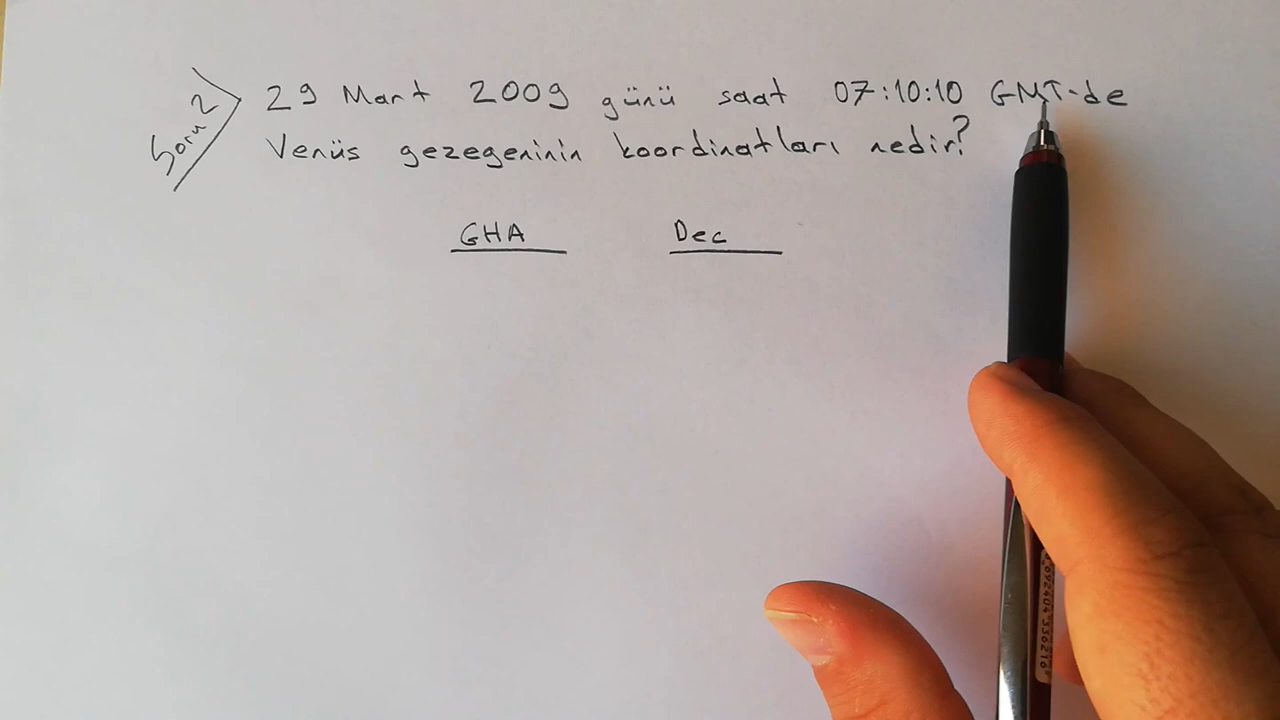 Soru 2
29 Mart 2009 günü saat 07:10:10 GMT-de
Venüs gezegeninin koordinatları nedir?
GHA Dec